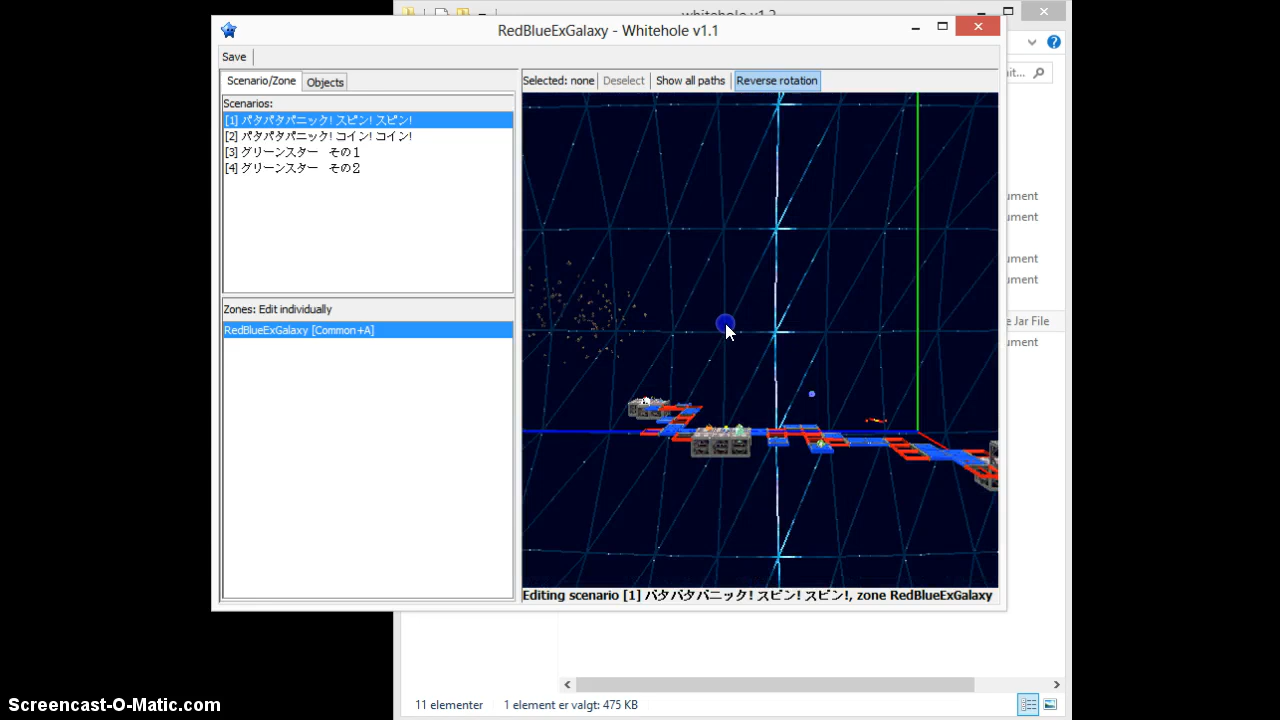 whitehole v1.2
RedBlueExGalaxy - Whitehole v1.1
Save
Scenario/Zone
Objects
Selected: none
Deselect
Show all paths
Reverse rotation
Scenarios:
[1] パタパタパニック! スピン! スピン!
[2] パタパタパニック! コイン! コイン!
[3] グリーンスター その1
[4] グリーンスター その2
Zones: Edit individually
RedBlueExGalaxy [Common+A]
Editing scenario [1] パタパタパニック! スピン! スピン!, zone RedBlueExGalaxy
it...
ument
ument
ument
ument
e Jar File
ument
11 elementer
1 element er valgt: 475 KB
Screencast-O-Matic.com